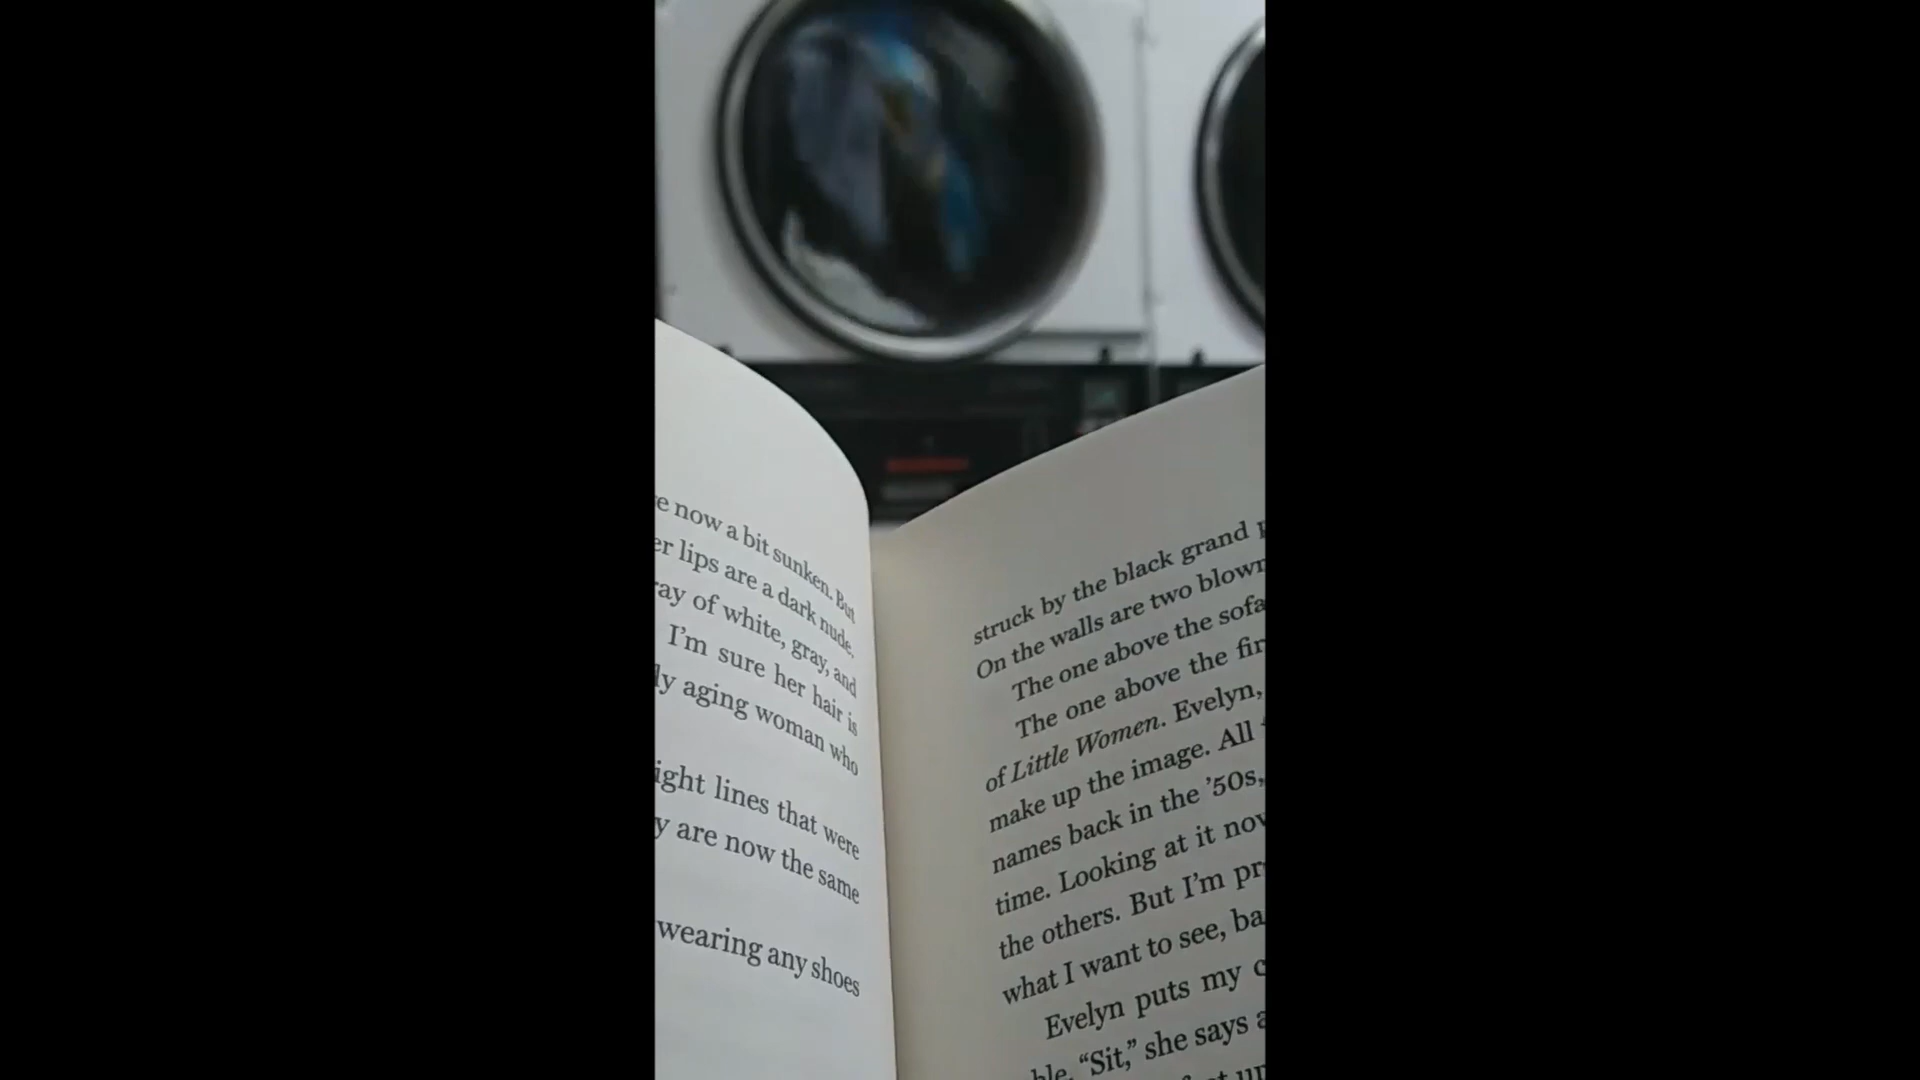 now a bit sunken. But
lips are a dark nude.
of white, gray, and
I'm sure her hair is
aging woman who
lines that were
are now the same
wearing any shoes
struck by the black grand
On the walls are two
The one above the sofa
The one above the
of Little Women. Evelyn,
make up the image. All
names back in the '50s,
time. Looking at it
the others. But I'm
what I want to see,
Evelyn puts my
"Sit," she says